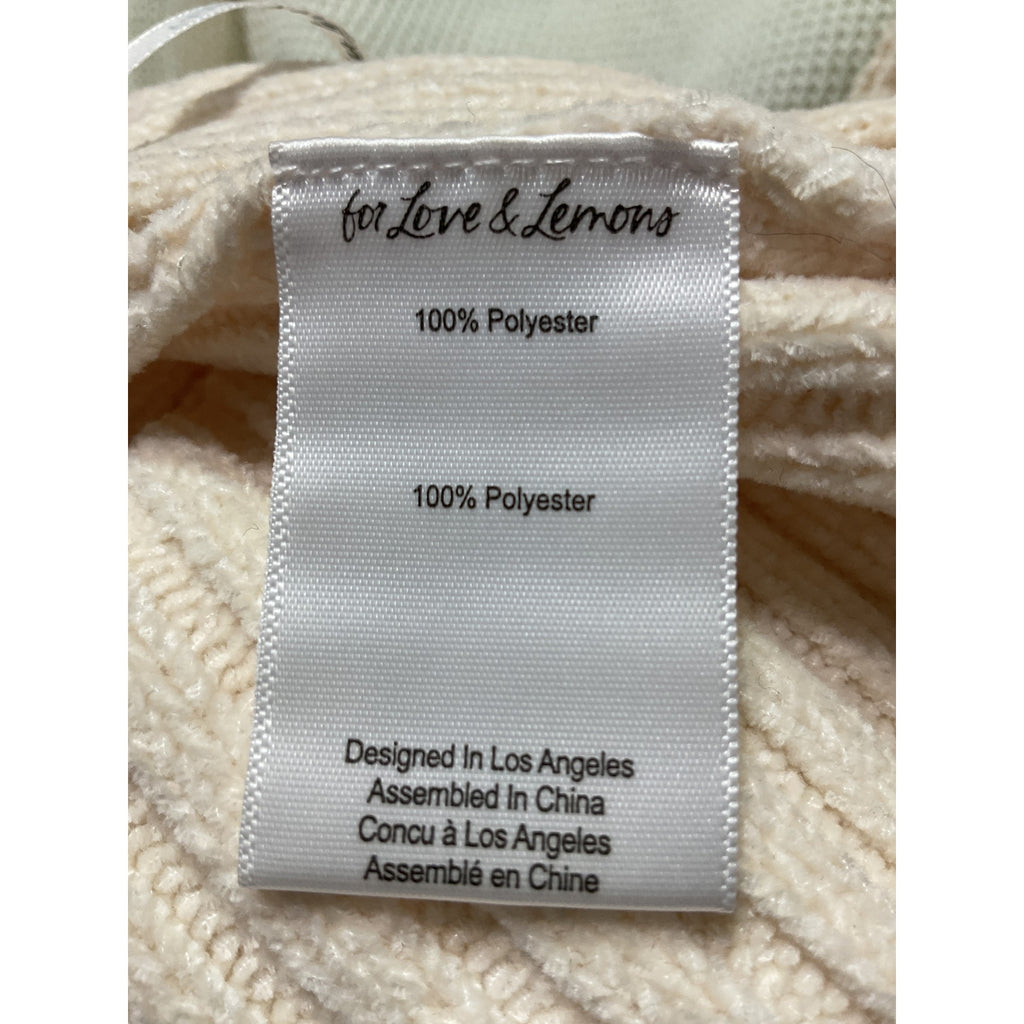 for Love & Lemons
100% Polyester
100% Polyester
Designed In Los Angeles
Assembled In China
Concu à Los Angeles
Assemblé en Chine